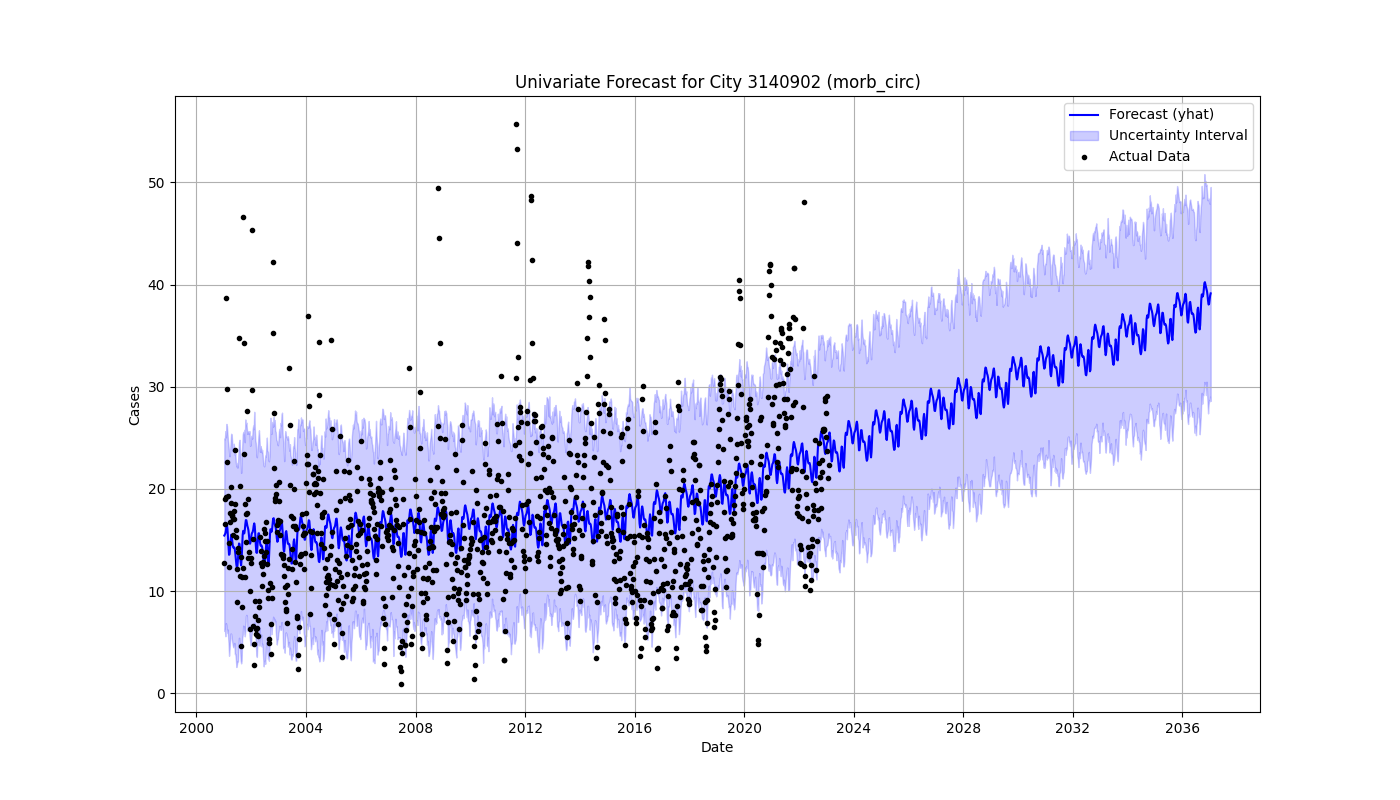 Univariate Forecast for City 3140902 (morb_circ)
Forecast (yhat)
Uncertainty Interval
Actual Data
Cases
50
40
30
20
10
0
2000 2004 2008 2012 2016 2020 2024 2028 2032 2036
Date